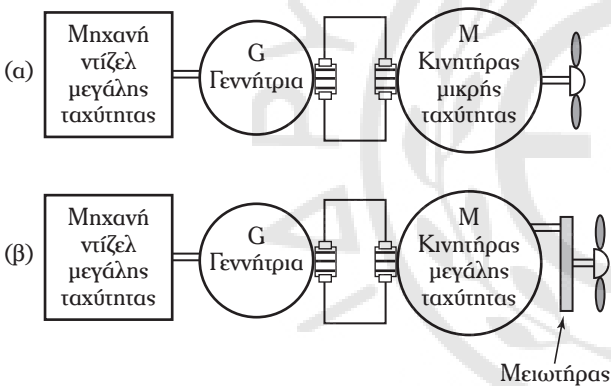 (α)
Μηχανή
ντίζελ
μεγάλης
ταχύτητας
G
Γεννήτρια
M
Κινητήρας
μικρής
ταχύτητας
(β)
Μηχανή
ντίζελ
μεγάλης
ταχύτητας
G
Γεννήτρια
M
Κινητήρας
μεγάλης
ταχύτητας
Μειωτήρας